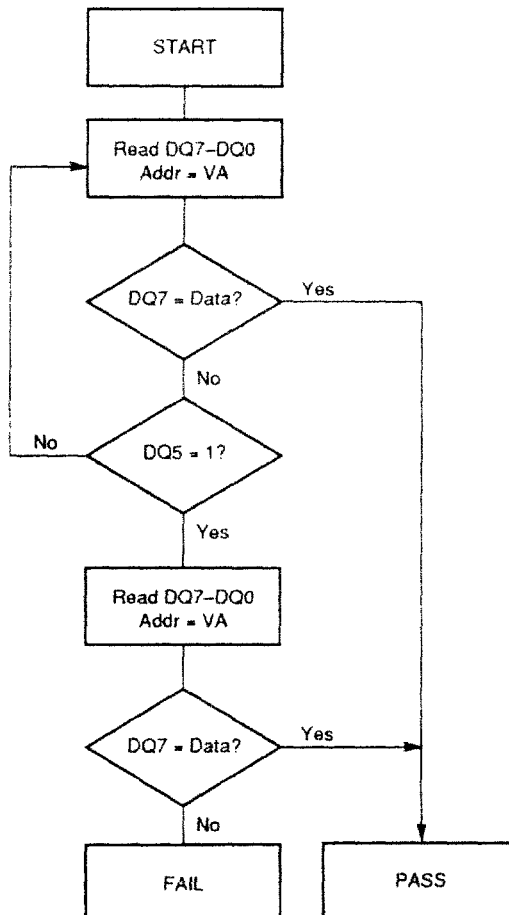 START
Read DQ7–DQ0
Addr = VA
DQ7 = Data?
Yes
No
No
DQ5 = 1?
Yes
Read DQ7–DQ0
Addr = VA
DQ7 = Data?
Yes
No
FAIL
PASS